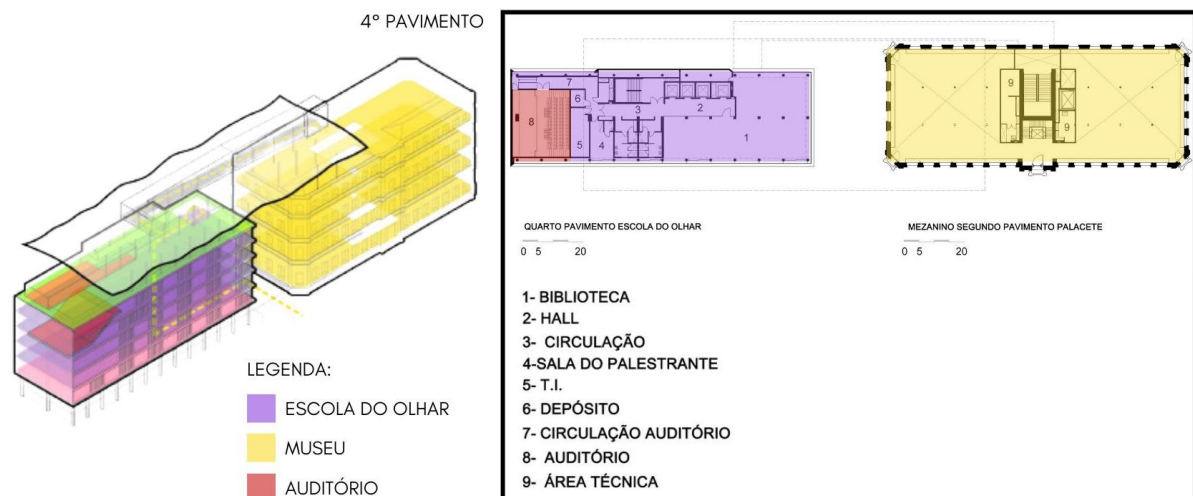 4° PAVIMENTO
LEGENDA:
ESCOLA DO OLHAR
MUSEU
AUDITÓRIO
7
6
8
5
4
3
2
1
9
9
QUARTO PAVIMENTO ESCOLA DO OLHAR
0 5 20
MEZANINO SEGUNDO PAVIMENTO PALACETE
0 5 20
1- BIBLIOTECA
2- HALL
3- CIRCULAÇÃO
4-SALA DO PALESTRANTE
5- T.I.
6- DEPÓSITO
7- CIRCULAÇÃO AUDITÓRIO
8- AUDITÓRIO
9- ÁREA TÉCNICA